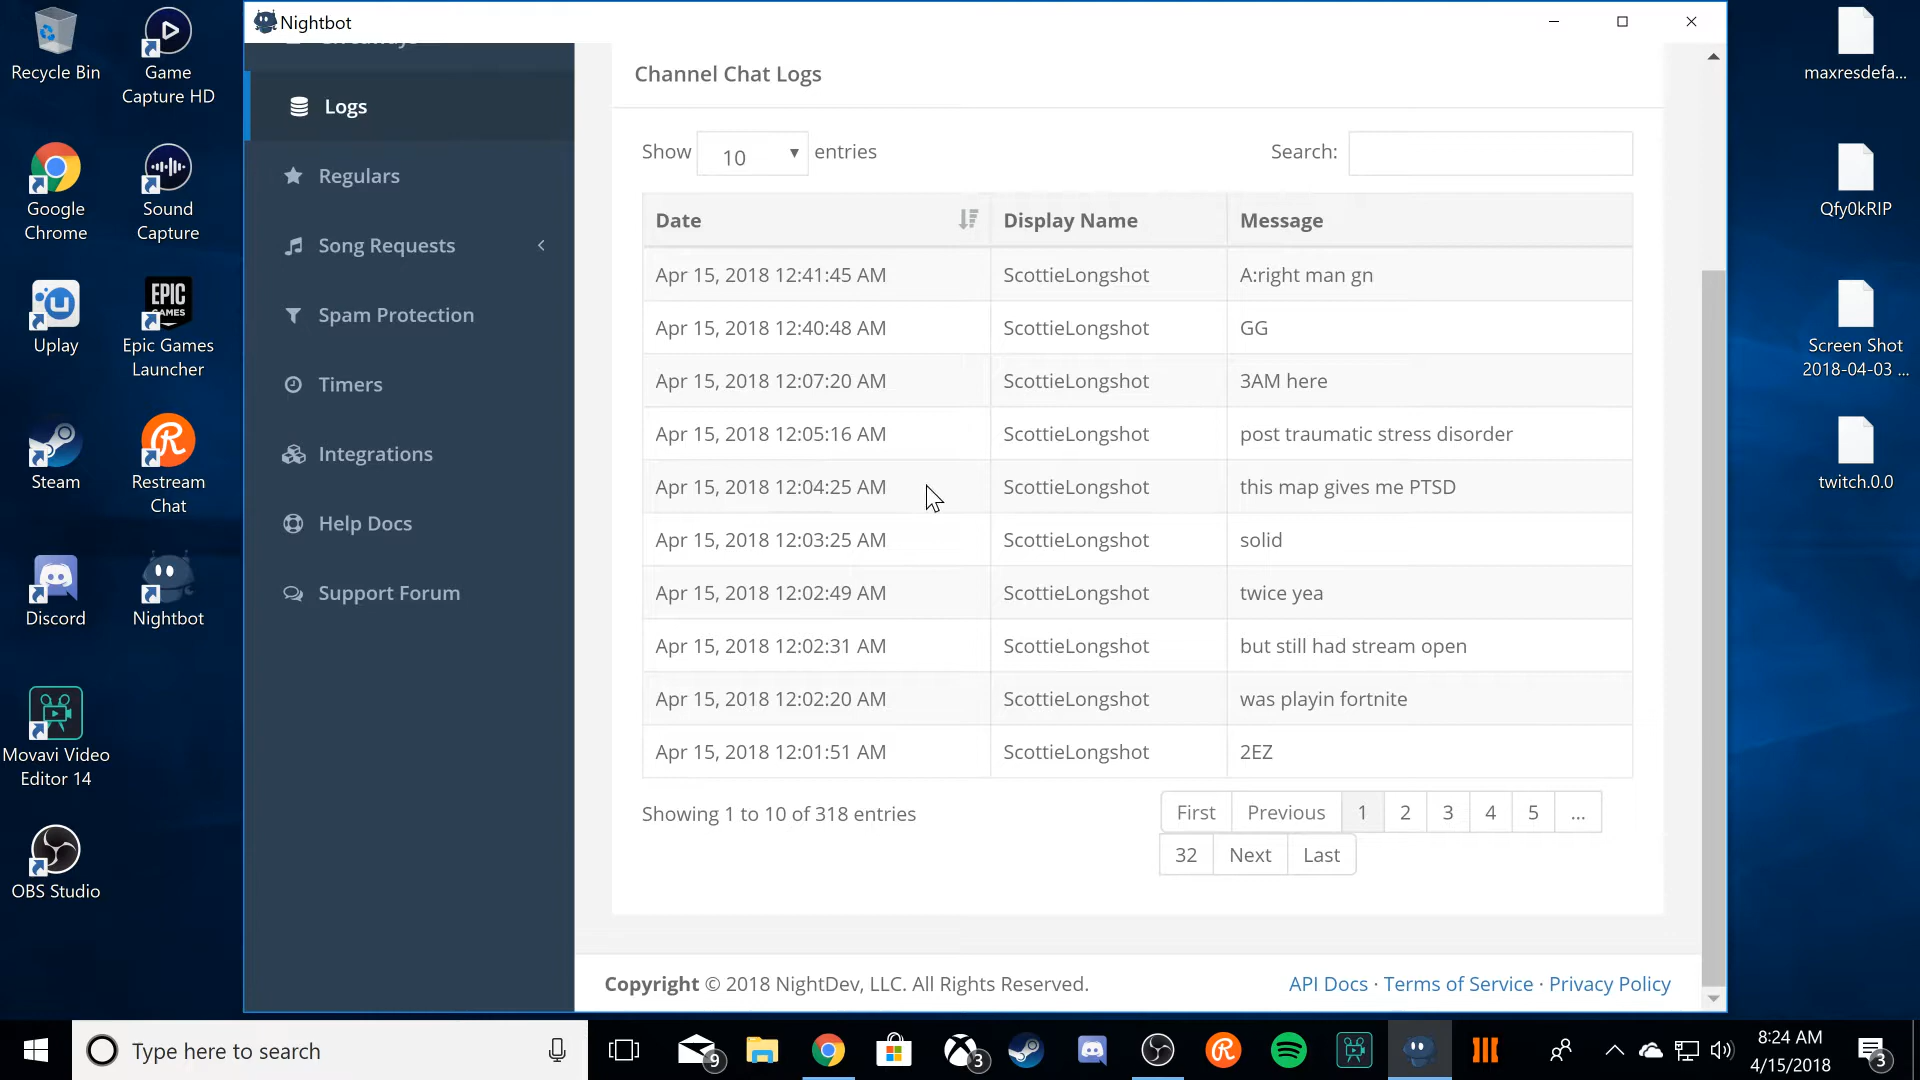 Nightbot
Recycle Bin
Game
Capture HD
Google
Chrome
Sound
Capture
Uplay
EPIC
GAMES
Epic Games
Launcher
Steam
Restream
Chat
Discord
Nightbot
Movavi Video
Editor 14
OBS Studio
Giveaways
Logs
Regulars
Song Requests
Spam Protection
Timers
Integrations
Help Docs
Support Forum
Channel Chat Logs
Show 10 entries
Search:
Date Display Name Message
Apr 15, 2018 12:41:45 AM ScottieLongshot A:right man gn
Apr 15, 2018 12:40:48 AM ScottieLongshot GG
Apr 15, 2018 12:07:20 AM ScottieLongshot 3AM here
Apr 15, 2018 12:05:16 AM ScottieLongshot post traumatic stress disorder
Apr 15, 2018 12:04:25 AM ScottieLongshot this map gives me PTSD
Apr 15, 2018 12:03:25 AM ScottieLongshot solid
Apr 15, 2018 12:02:49 AM ScottieLongshot twice yea
Apr 15, 2018 12:02:31 AM ScottieLongshot but still had stream open
Apr 15, 2018 12:02:20 AM ScottieLongshot was playin fortnite
Apr 15, 2018 12:01:51 AM ScottieLongshot 2EZ
Showing 1 to 10 of 318 entries
First Previous 1 2 3 4 5 ...
32 Next Last
Copyright © 2018 NightDev, LLC. All Rights Reserved.
API Docs · Terms of Service · Privacy Policy
maxresdefa...
Qfy0kRIP
Screen Shot
2018-04-03 ...
twitch.0.0
Type here to search
9
3
8:24 AM
4/15/2018
3